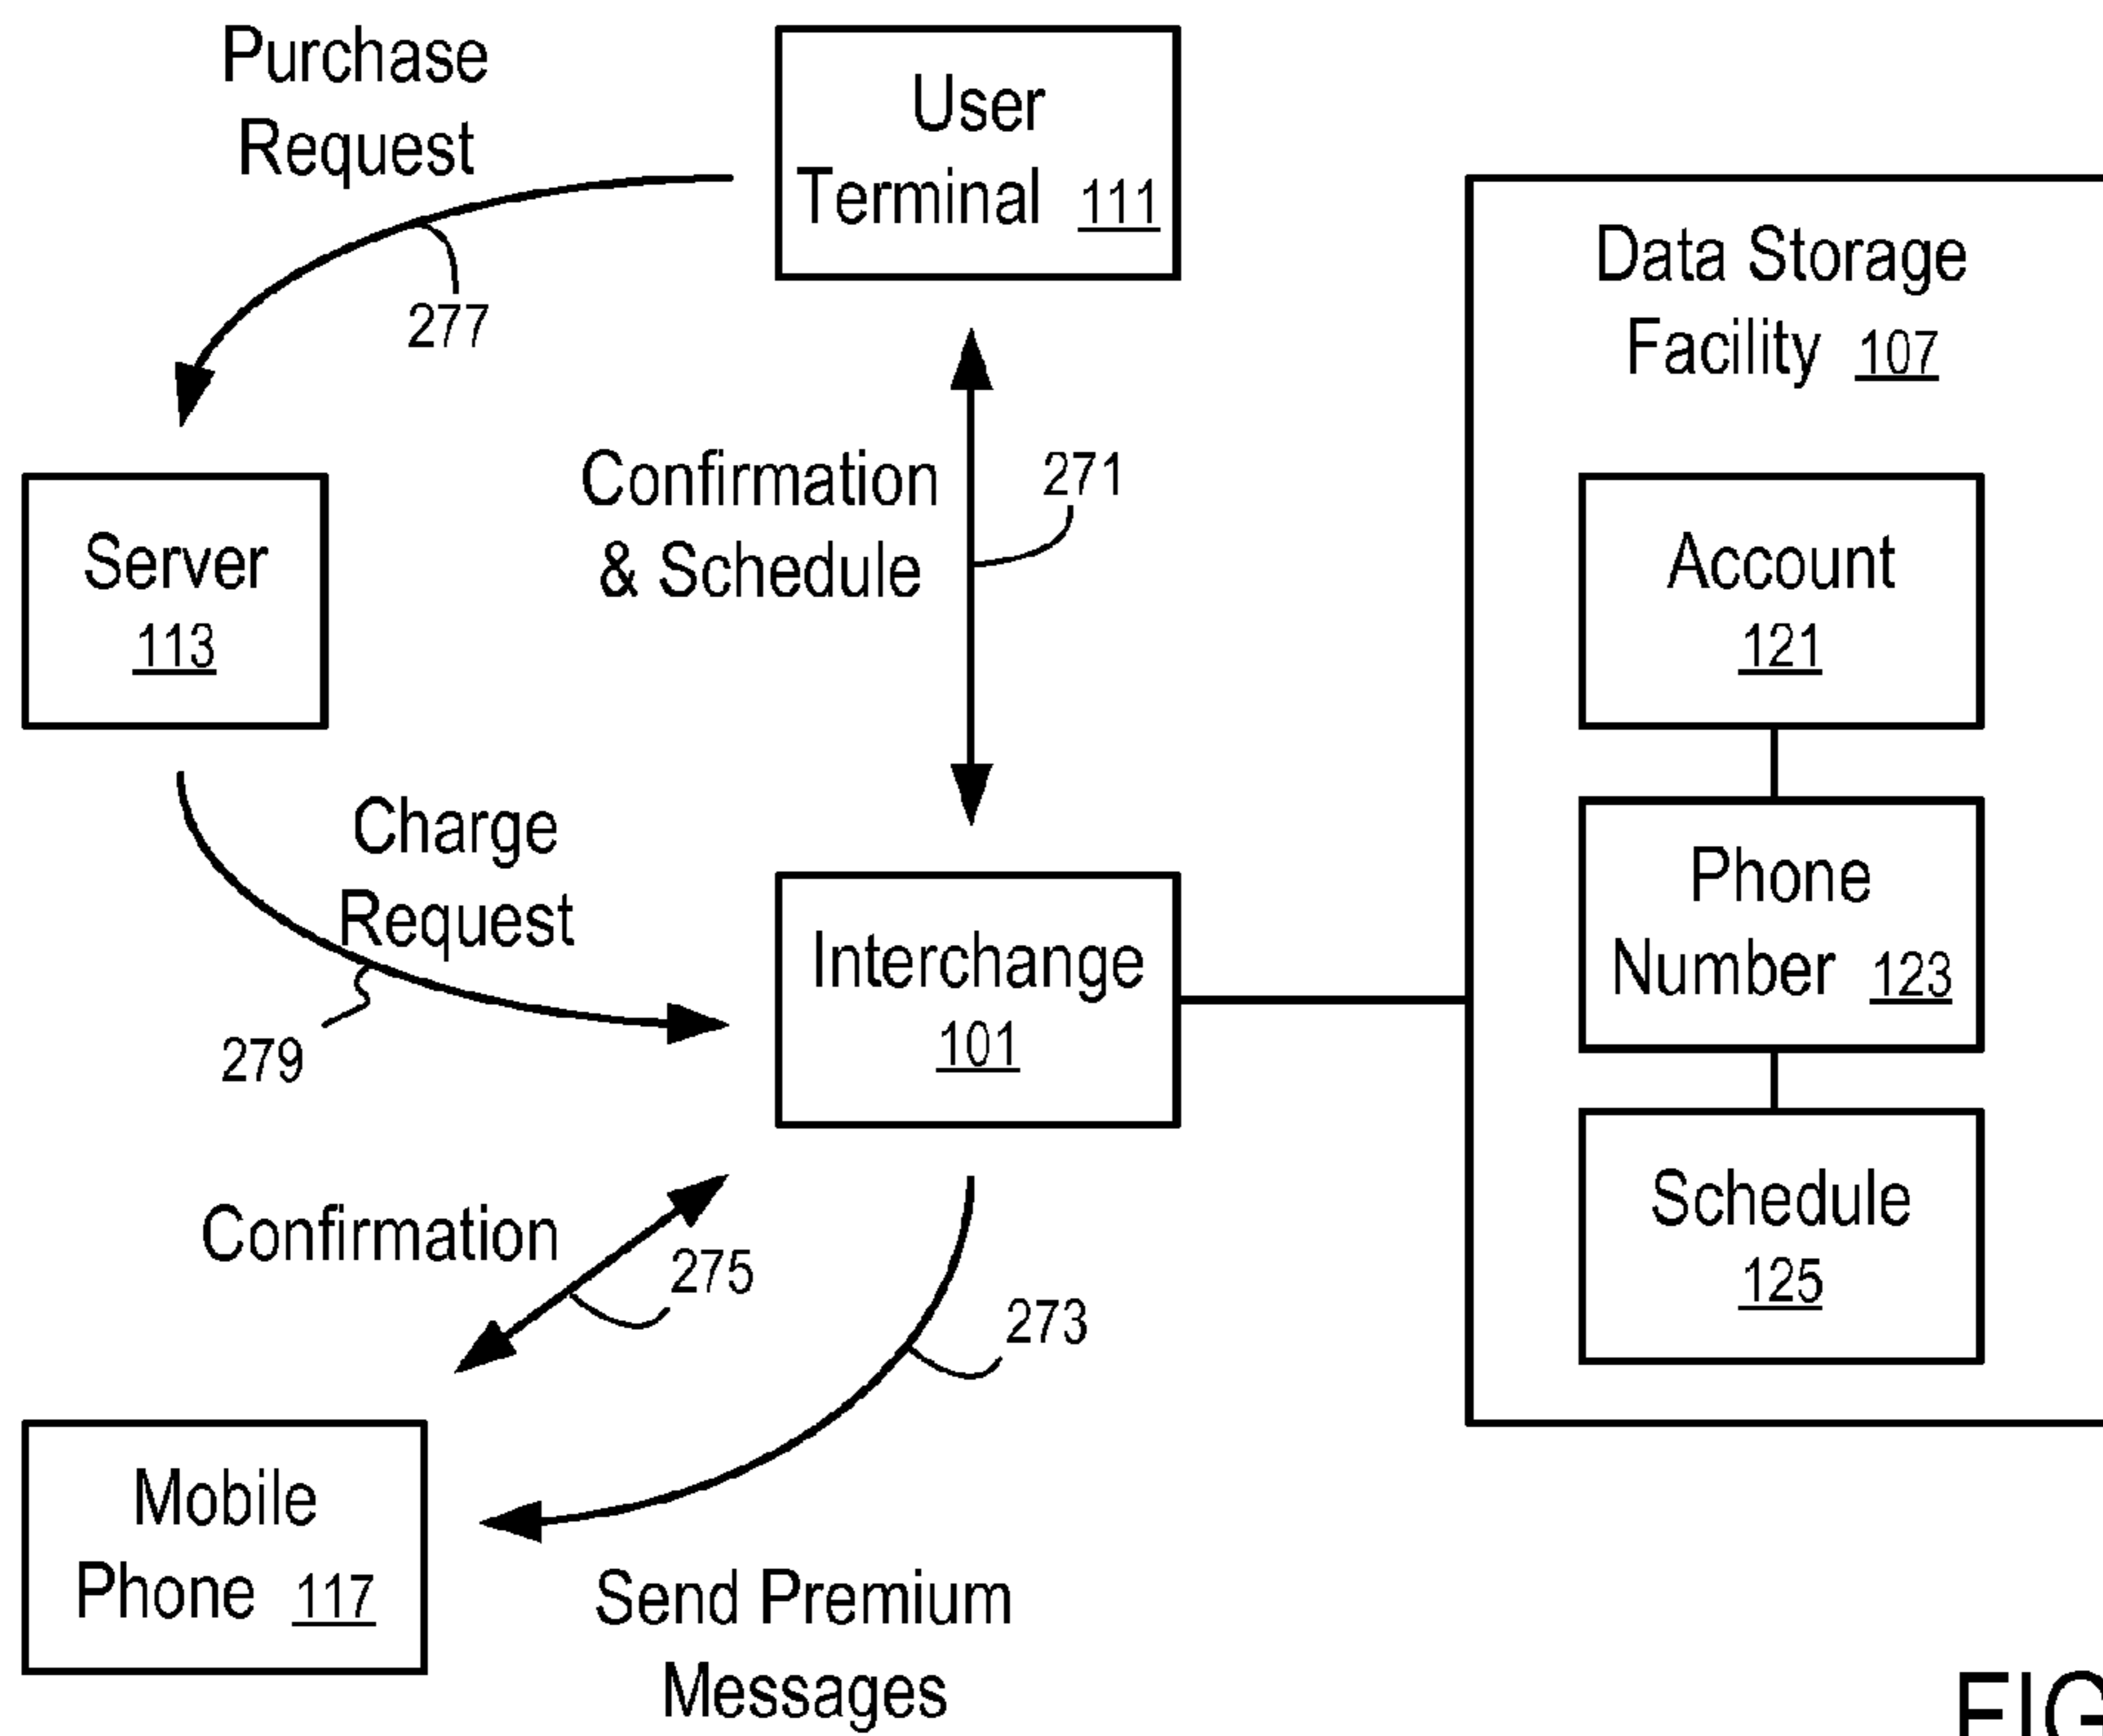 Purchase
Request
277
User
Terminal 111
Data Storage
Facility 107
Server
113
Confirmation
& Schedule
271
Account
121
Charge
Request
279
Interchange
101
Phone
Number 123
Confirmation
275
273
Schedule
125
Mobile
Phone 117
Send Premium
Messages
FIG